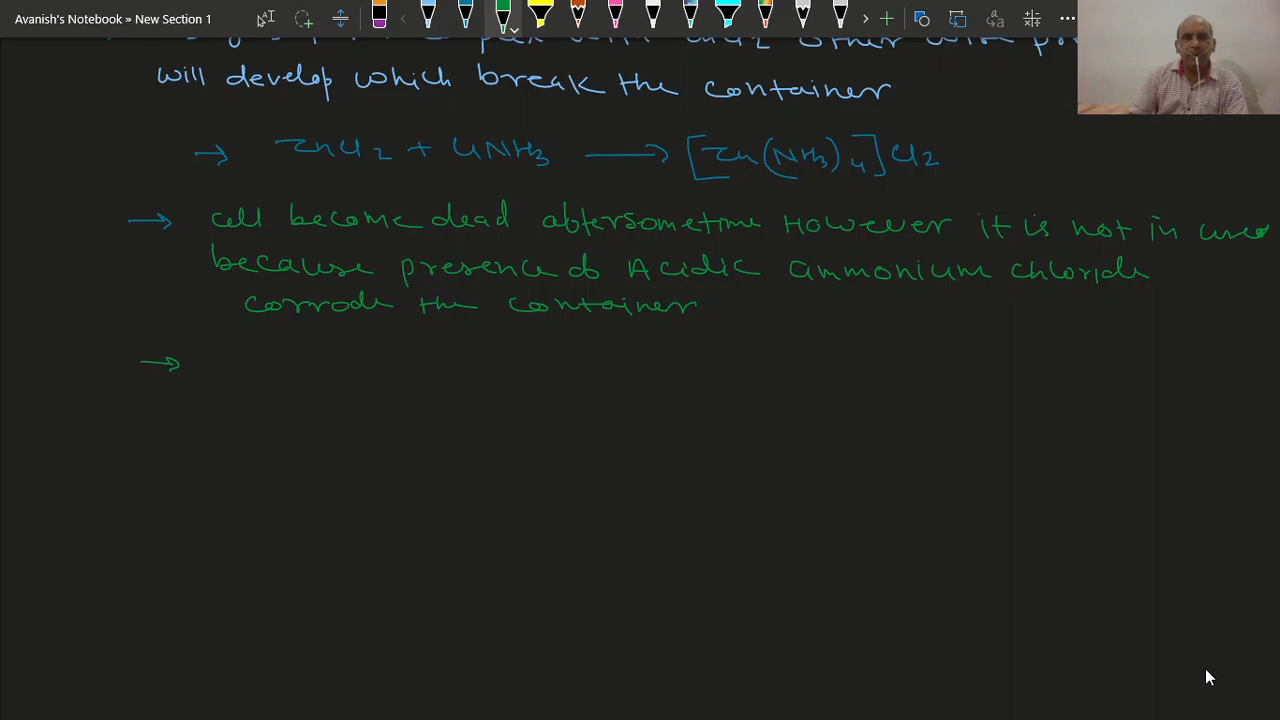 Avanish's Notebook » New Section 1
will develop which break the container
→ ZnCl2 + 4NH3 ⟶ [Zn(NH3)4]Cl2
→ cell become dead aftersometime However it is not in use
because presence of Acidic ammonium chloride
corrode the container
→